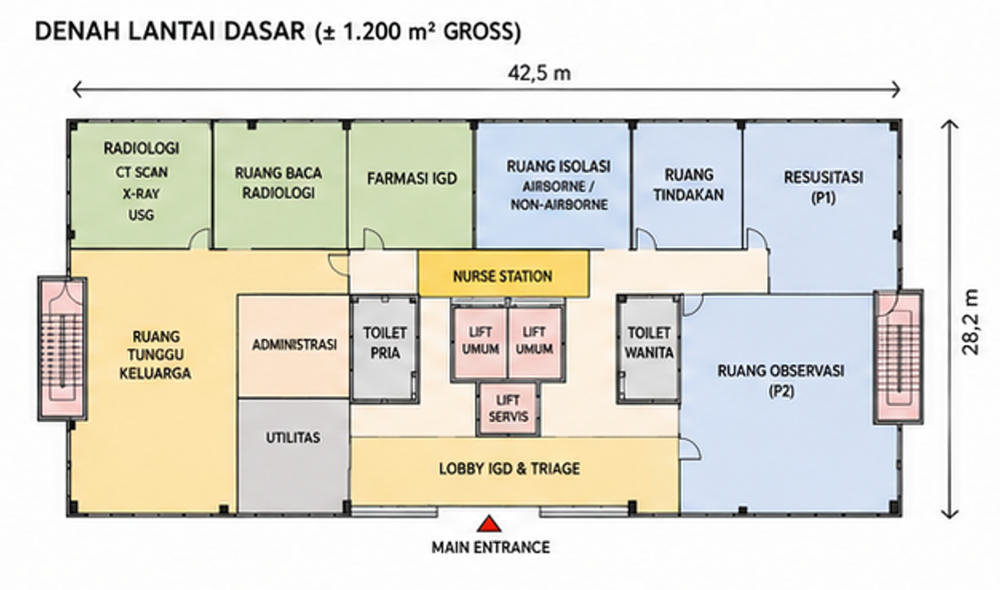 DENAH LANTAI DASAR (± 1.200 m² GROSS)
42,5 m
RADIOLOGI
CT SCAN
X-RAY
USG
RUANG BACA
RADIOLOGI
FARMASI IGD
RUANG ISOLASI
AIRBORNE /
NON-AIRBORNE
RUANG
TINDAKAN
RESUSITASI
(P1)
NURSE STATION
28,2 m
RUANG
TUNGGU
KELUARGA
ADMINISTRASI
TOILET
PRIA
LIFT
UMUM
LIFT
UMUM
TOILET
WANITA
RUANG OBSERVASI
(P2)
LIFT
SERVIS
UTILITAS
LOBBY IGD & TRIAGE
MAIN ENTRANCE